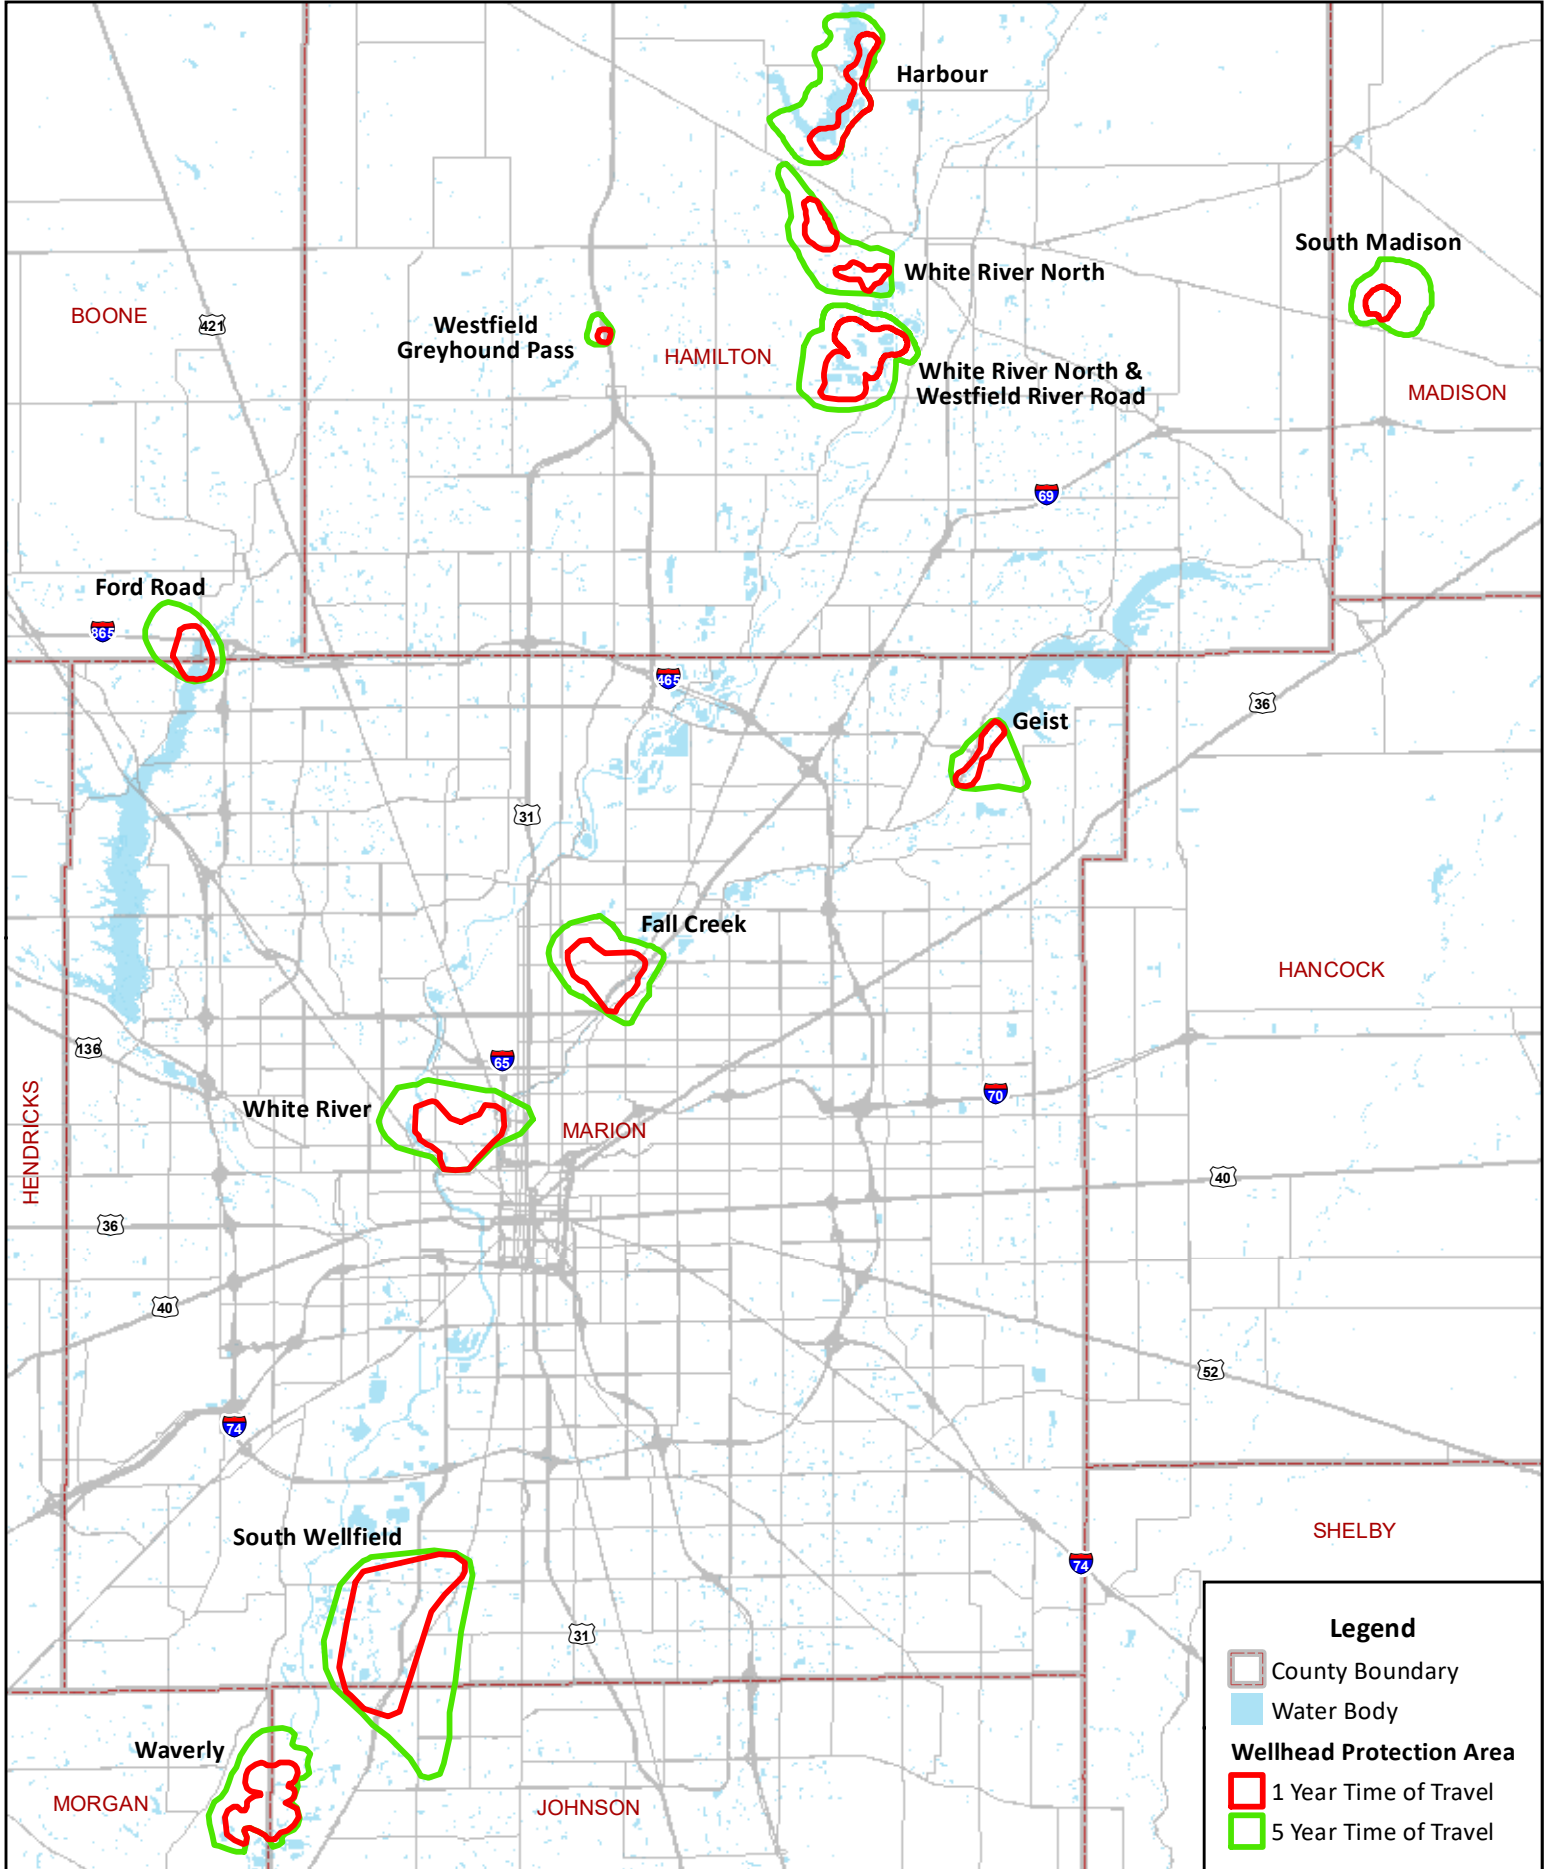 Harbour
South Madison
White River North
BOONE
421
Westfield
Greyhound Pass
HAMILTON
White River North &
Westfield River Road
MADISON
69
Ford Road
865
465
36
Geist
31
Fall Creek
HANCOCK
136
65
70
White River
MARION
HENDRICKS
40
36
40
52
74
South Wellfield
SHELBY
74
31
Waverly
MORGAN
JOHNSON
Legend
County Boundary
Water Body
Wellhead Protection Area
1 Year Time of Travel
5 Year Time of Travel